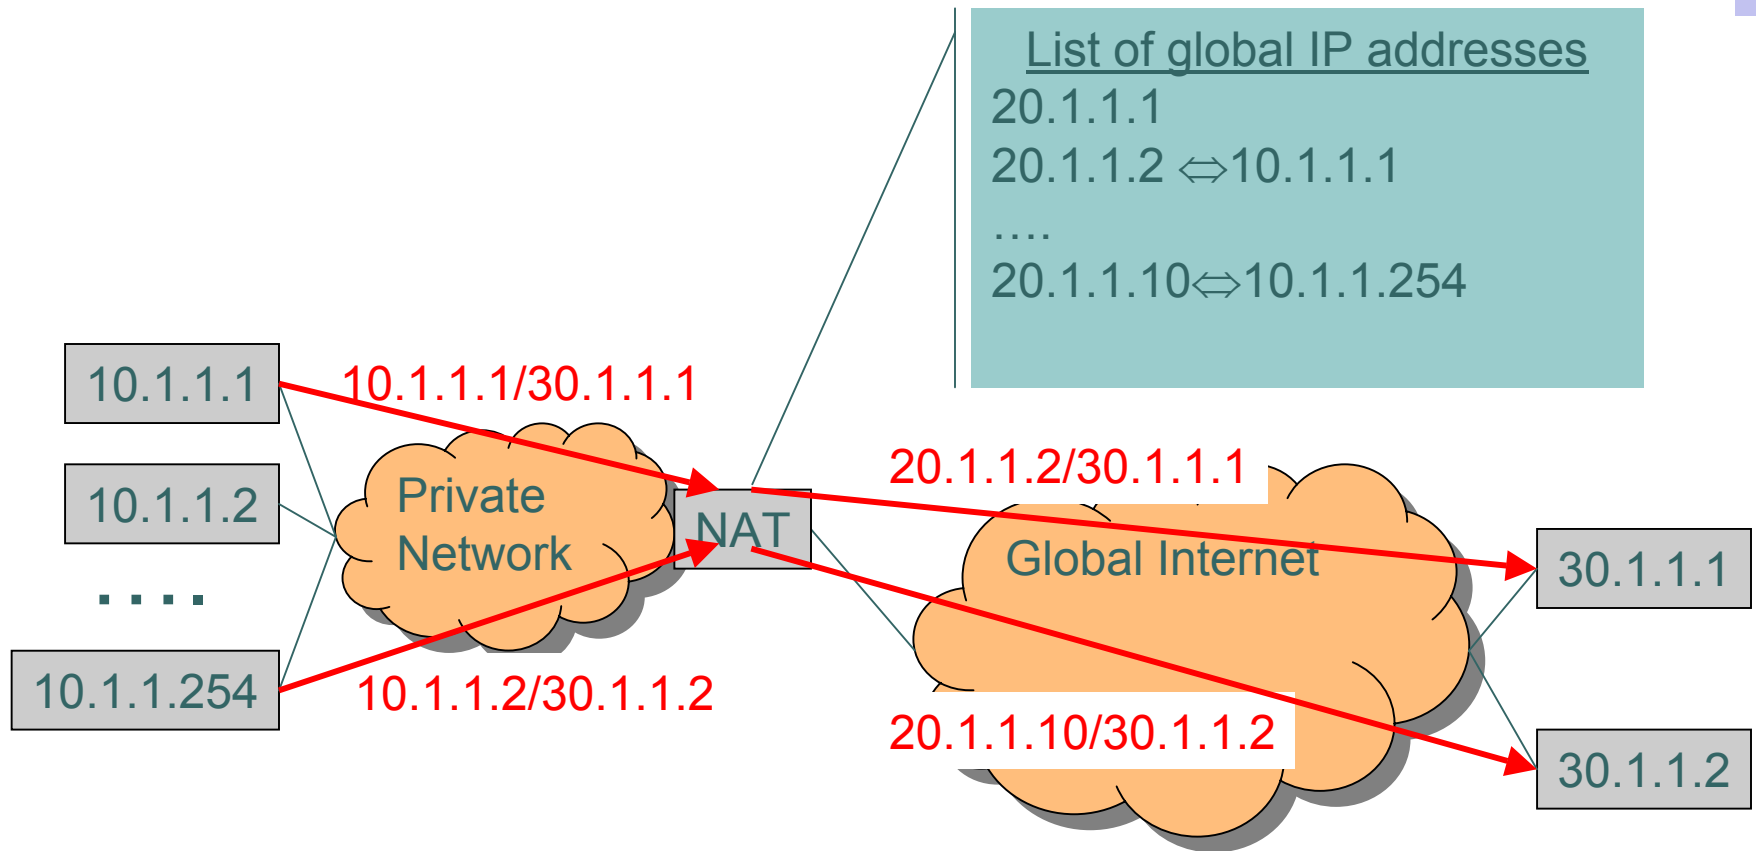 List of global IP addresses
20.1.1.1
20.1.1.2 ⇔10.1.1.1
....
20.1.1.10⇔10.1.1.254
10.1.1.1
10.1.1.1/30.1.1.1
20.1.1.2/30.1.1.1
10.1.1.2
Private
Network
NAT
Global Internet
30.1.1.1
....
10.1.1.254
10.1.1.2/30.1.1.2
20.1.1.10/30.1.1.2
30.1.1.2